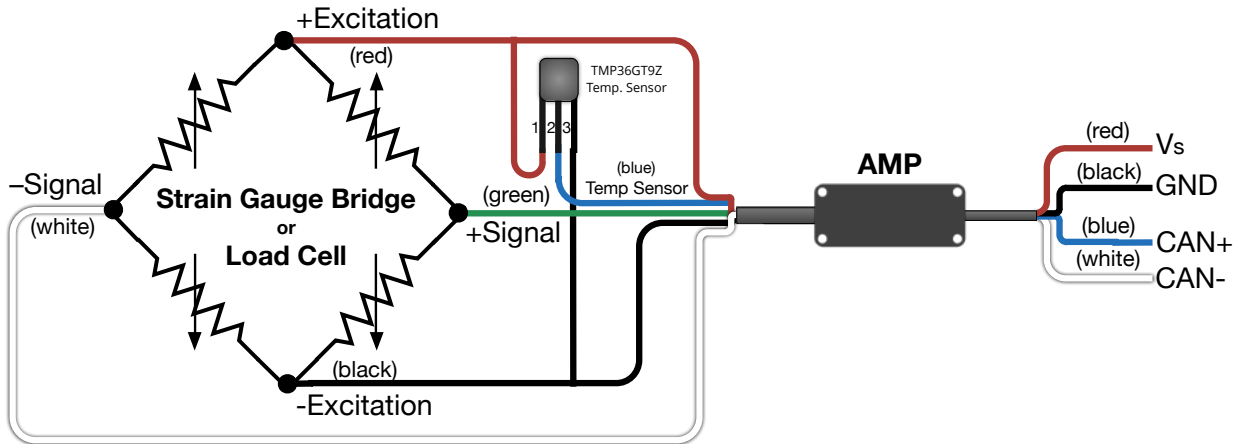 +Excitation
(red)
TMP36GT9Z
Temp. Sensor
1 2 3
–Signal
(white)
Strain Gauge Bridge
or
Load Cell
(green)
+Signal
(blue)
Temp Sensor
(black)
-Excitation
AMP
(red)
Vs
(black)
GND
(blue)
CAN+
(white)
CAN-